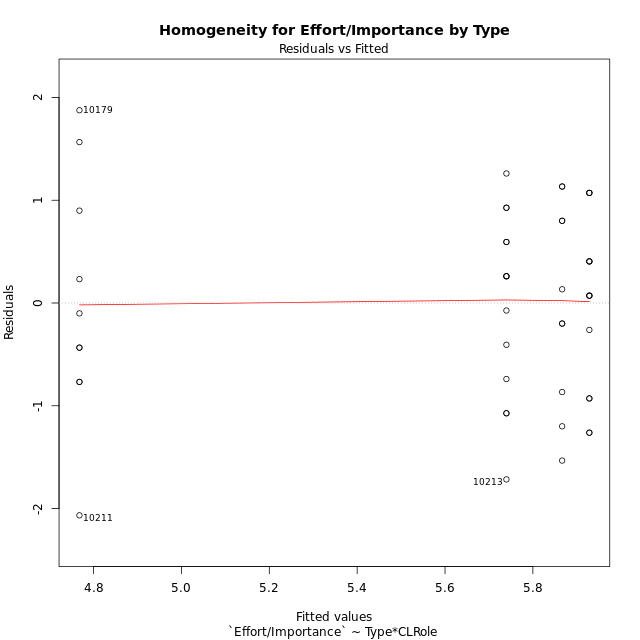 Homogeneity for Effort/Importance by Type
Residuals vs Fitted
2
1
0
-1
-2
Residuals
10179
10213
10211
4.8
5.0
5.2
5.4
5.6
5.8
Fitted values
`Effort/Importance` ~ Type*CLRole